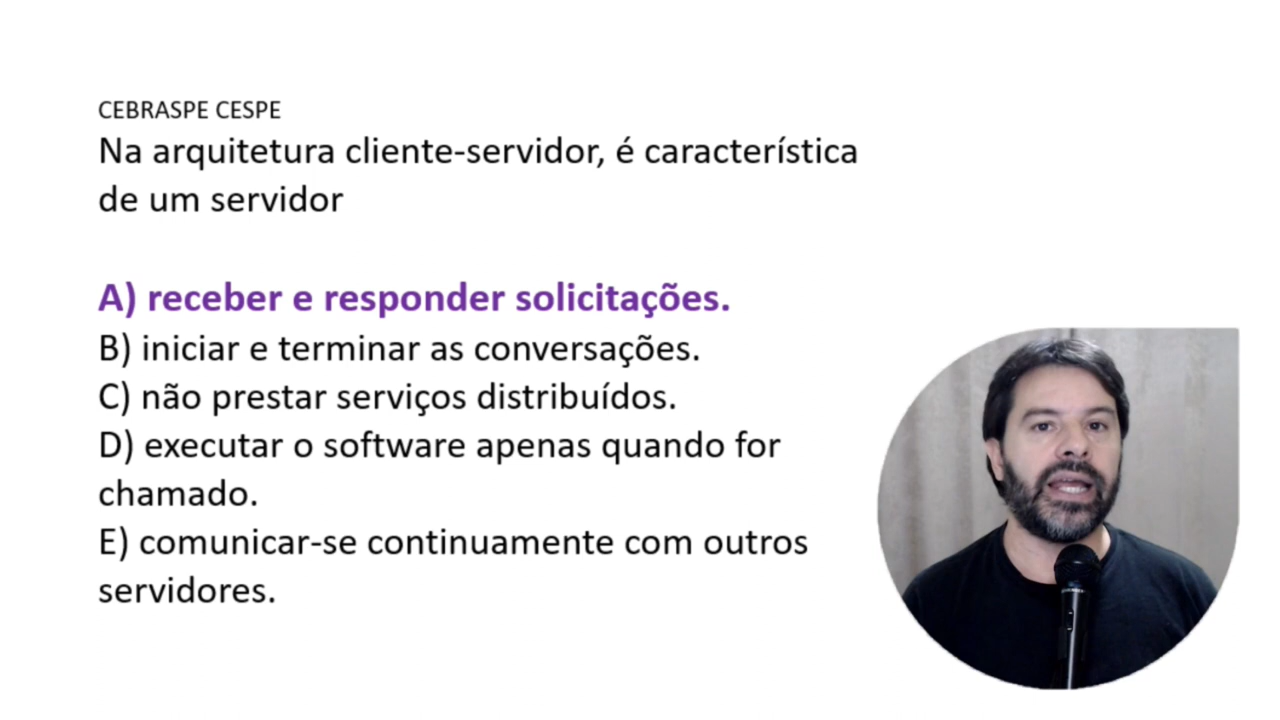 CEBRASPE CESPE
Na arquitetura cliente-servidor, é característica
de um servidor
A) receber e responder solicitações.
B) iniciar e terminar as conversações.
C) não prestar serviços distribuídos.
D) executar o software apenas quando for
chamado.
E) comunicar-se continuamente com outros
servidores.